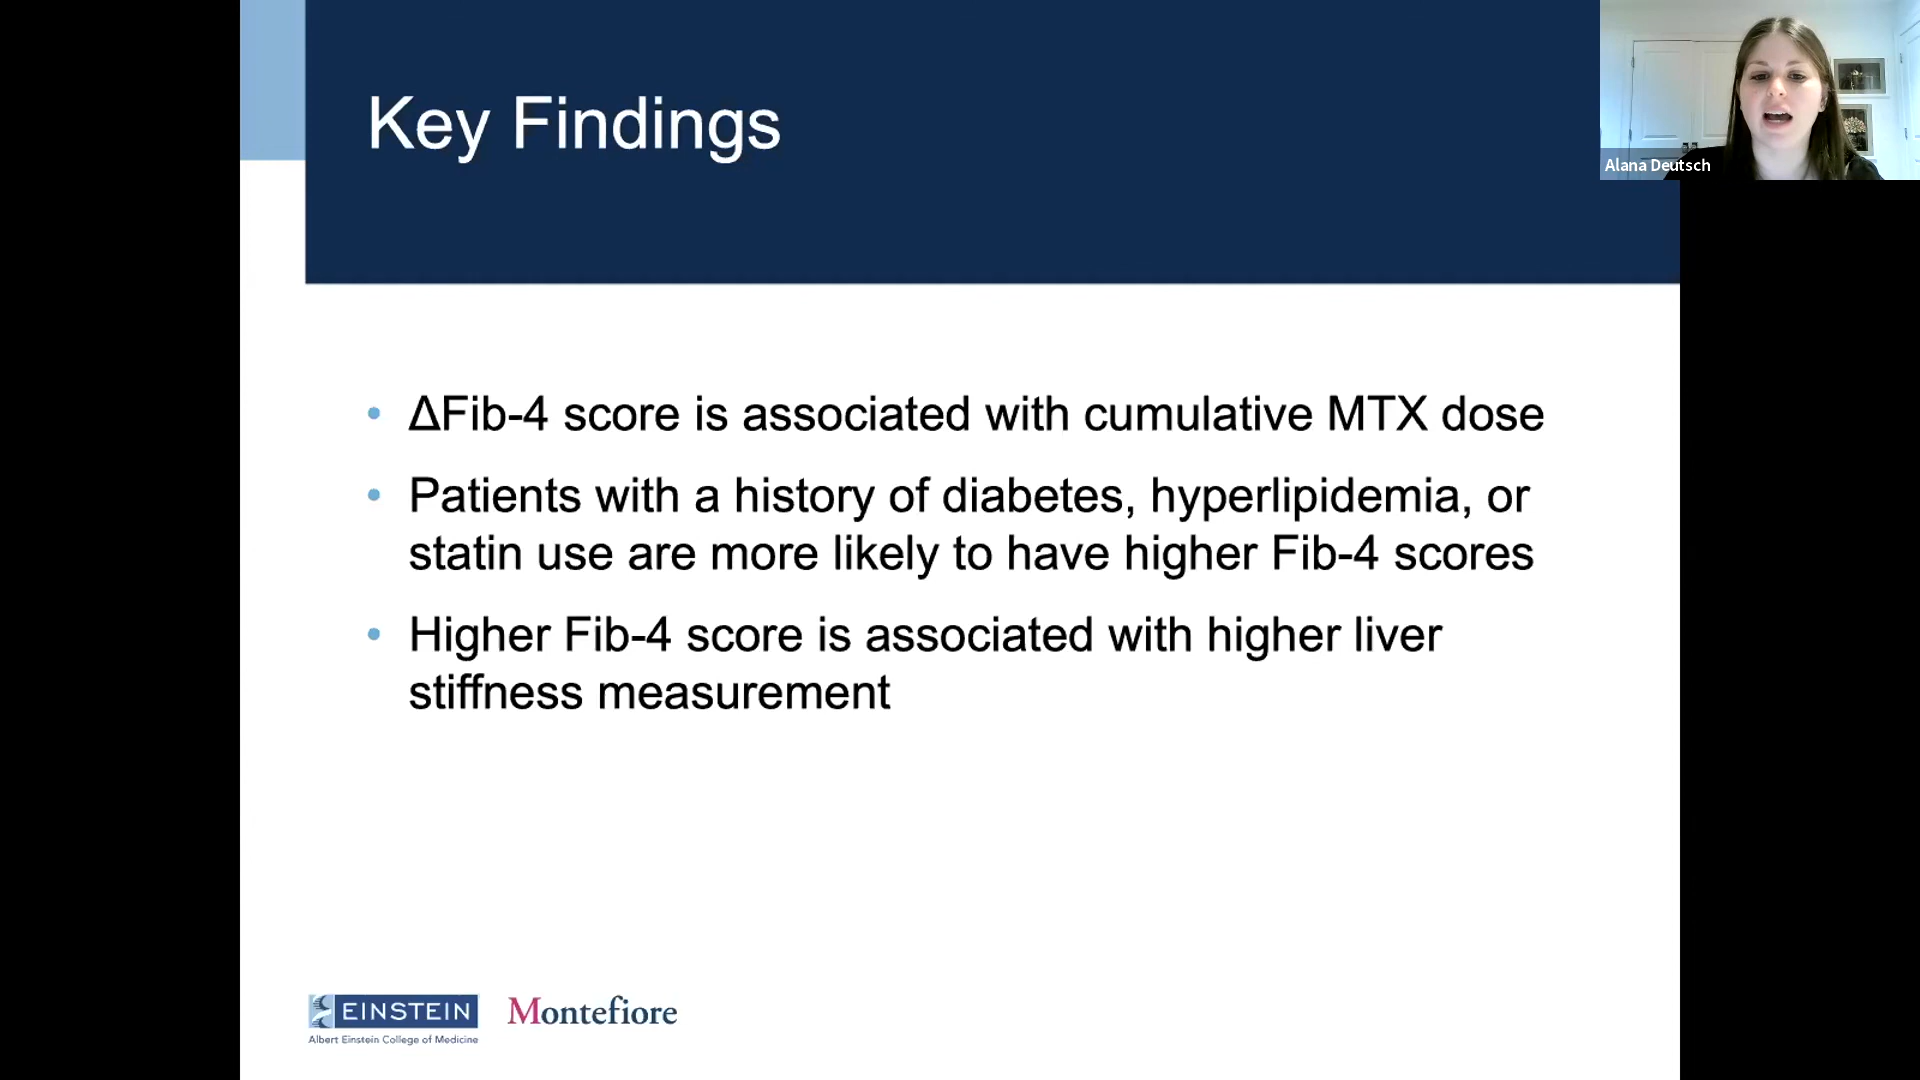 Key Findings
Alana Deutsch
• ΔFib-4 score is associated with cumulative MTX dose
• Patients with a history of diabetes, hyperlipidemia, or
statin use are more likely to have higher Fib-4 scores
• Higher Fib-4 score is associated with higher liver
stiffness measurement
EINSTEIN
Albert Einstein College of Medicine
Montefiore